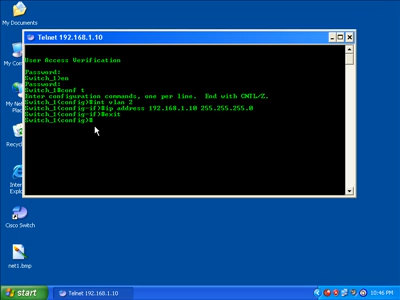 My Documents
Telnet 192.168.1.10
User Access Verification
Password:
Switch_1>en
Password:
Switch_1#conf t
Enter configuration commands, one per line.  End with CNTL/Z.
Switch_1(config)#int vlan 2
Switch_1(config-if)#ip address 192.168.1.10 255.255.255.0
Switch_1(config-if)#exit
Switch_1(config)#
My
Cisco Switch
net1.bmp
start
Telnet 192.168.1.10
10:46 PM